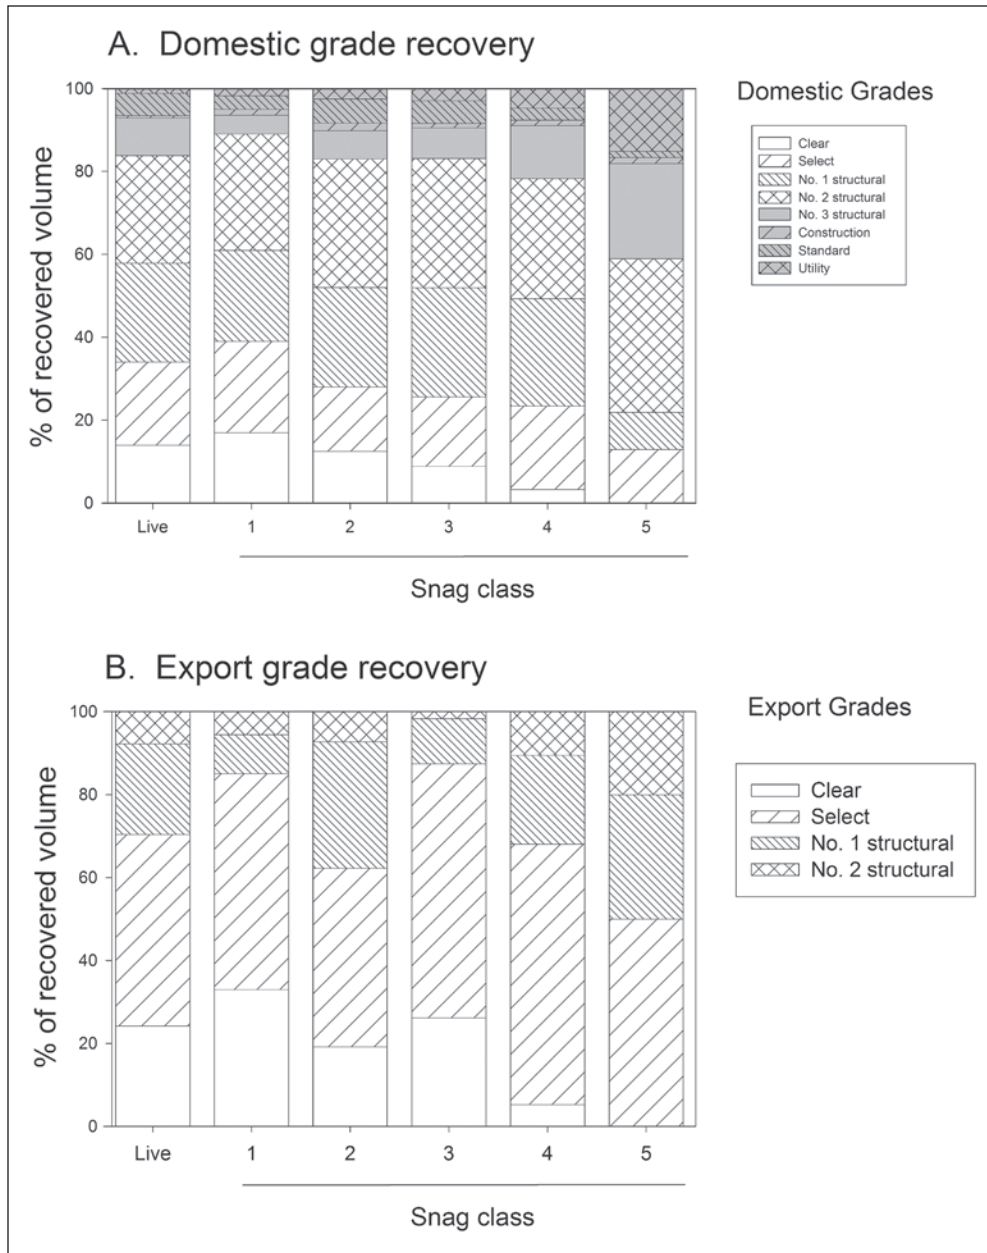 A. Domestic grade recovery
Domestic Grades
Clear
Select
No. 1 structural
No. 2 structural
No. 3 structural
Construction
Standard
Utility
% of recovered volume
100
80
60
40
20
0
Live 1 2 3 4 5
Snag class
B. Export grade recovery
Export Grades
Clear
Select
No. 1 structural
No. 2 structural
% of recovered volume
100
80
60
40
20
0
Live 1 2 3 4 5
Snag class